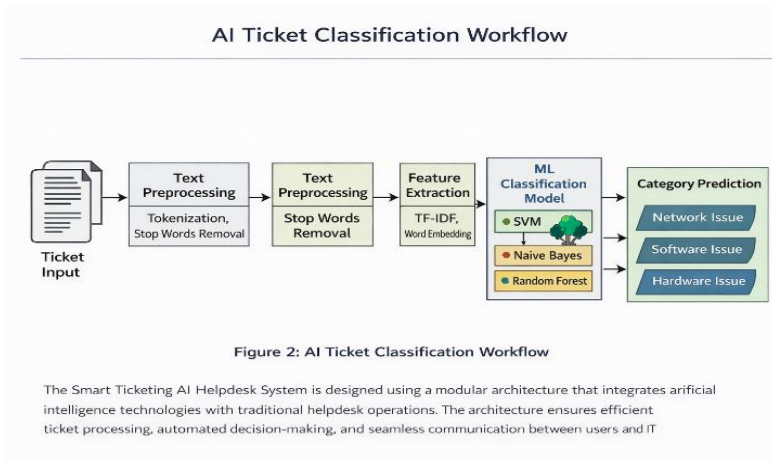 AI Ticket Classification Workflow
Ticket
Input
Text
Preprocessing
Tokenization,
Stop Words Removal
Text
Preprocessing
Stop Words
Removal
Feature
Extraction
TF-IDF,
Word Embedding
ML
Classification
Model
SVM
Naive Bayes
Random Forest
Category Prediction
Network Issue
Software Issue
Hardware Issue
Figure 2: AI Ticket Classification Workflow
The Smart Ticketing AI Helpdesk System is designed using a modular architecture that integrates arificial
intelligence technologies with traditional helpdesk operations. The architecture ensures efficient
ticket processing, automated decision-making, and seamless communication between users and IT